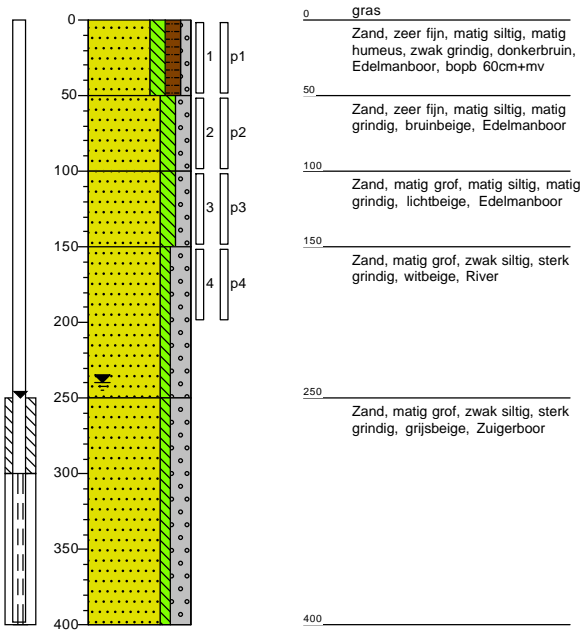 0
50
100
150
200
250
300
350
400
1 p1
2 p2
3 p3
4 p4
0 gras
Zand, zeer fijn, matig siltig, matig
humeus, zwak grindig, donkerbruin,
Edelmanboor, bopb 60cm+mv
50
Zand, zeer fijn, matig siltig, matig
grindig, bruinbeige, Edelmanboor
100
Zand, matig grof, matig siltig, matig
grindig, lichtbeige, Edelmanboor
150
Zand, matig grof, zwak siltig, sterk
grindig, witbeige, River
250
Zand, matig grof, zwak siltig, sterk
grindig, grijsbeige, Zuigerboor
400